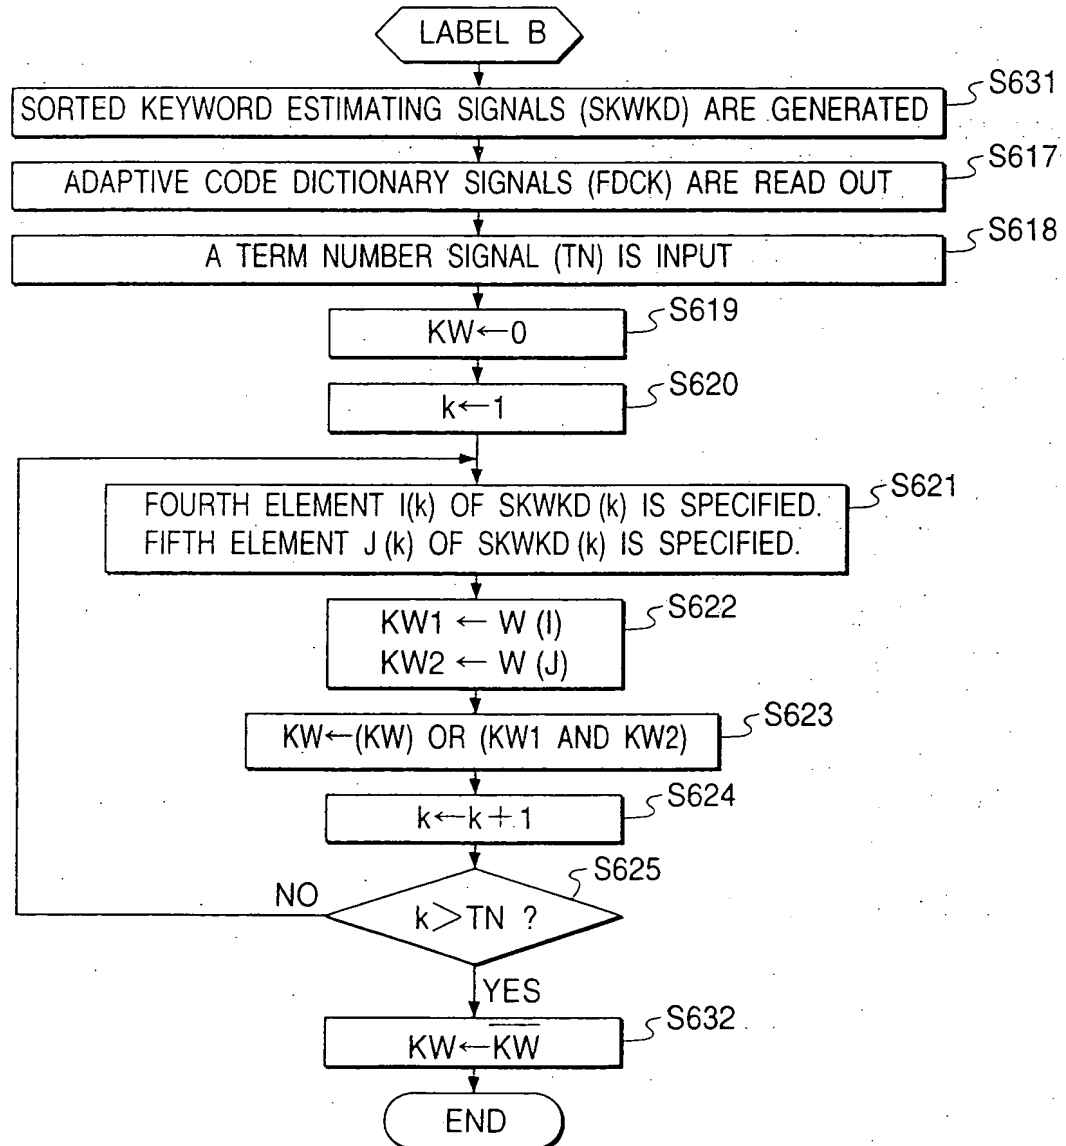 LABEL B
SORTED KEYWORD ESTIMATING SIGNALS (SKWKD) ARE GENERATED
S631
ADAPTIVE CODE DICTIONARY SIGNALS (FDCK) ARE READ OUT
S617
A TERM NUMBER SIGNAL (TN) IS INPUT
S618
KW←0
S619
k←1
S620
FOURTH ELEMENT I(k) OF SKWKD (k) IS SPECIFIED.
FIFTH ELEMENT J (k) OF SKWKD (k) IS SPECIFIED.
S621
KW1 ← W (I)
KW2 ← W (J)
S622
KW←(KW) OR (KW1 AND KW2)
S623
k←k+1
S624
k>TN ?
S625
NO
YES
KW←K̅W̅
S632
END